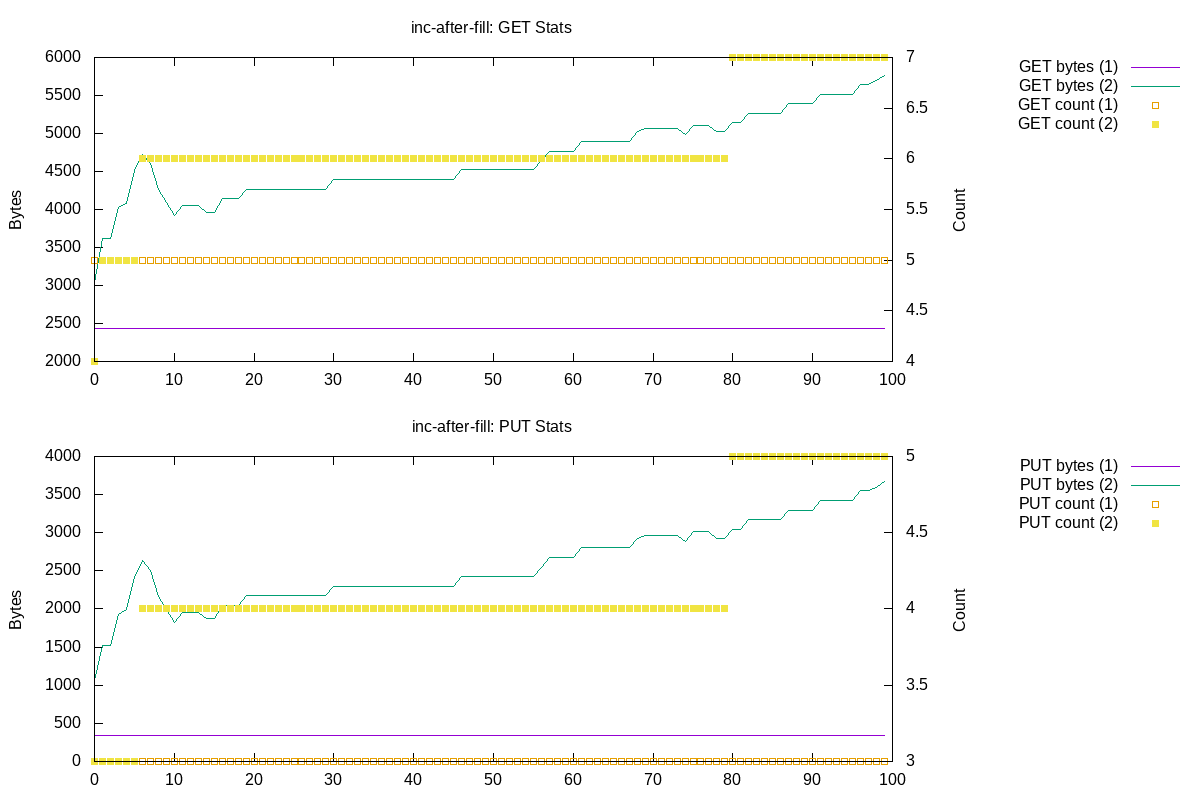 inc-after-fill: GET Stats
6000
5500
5000
4500
4000
3500
3000
2500
2000
Bytes
0 10 20 30 40 50 60 70 80 90 100
7
6.5
6
5.5
5
4.5
4
Count
GET bytes (1)
GET bytes (2)
GET count (1)
GET count (2)
inc-after-fill: PUT Stats
4000
3500
3000
2500
2000
1500
1000
500
0
Bytes
0 10 20 30 40 50 60 70 80 90 100
5
4.5
4
3.5
3
Count
PUT bytes (1)
PUT bytes (2)
PUT count (1)
PUT count (2)